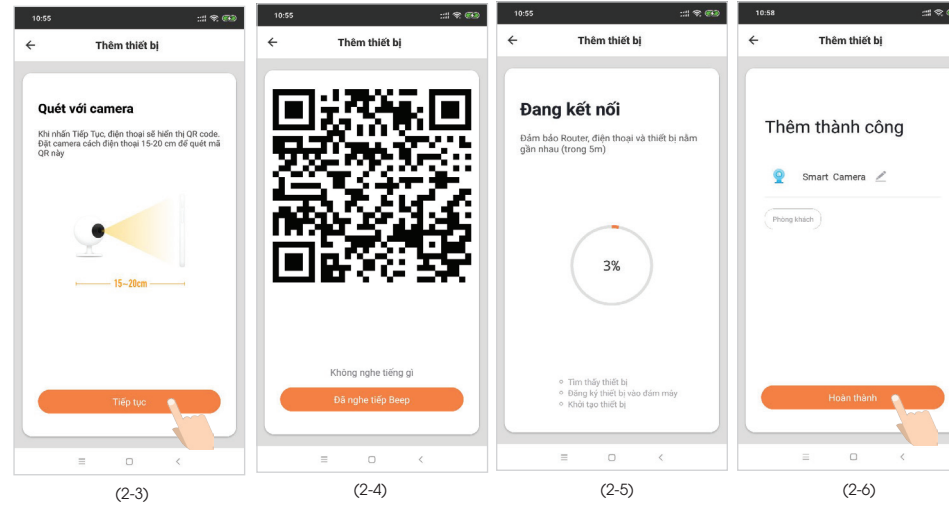 10:55
Thêm thiết bị
Quét với camera
Khi nhấn Tiếp Tục, điện thoại sẽ hiển thị QR code.
Đặt camera cách điện thoại 15-20 cm để quét mã
QR này
15~20cm
Tiếp tục
(2-3)
10:55
Thêm thiết bị
Không nghe tiếng gì
Đã nghe tiếp Beep
(2-4)
10:55
Thêm thiết bị
Đang kết nối
Đảm bảo Router, điện thoại và thiết bị nằm
gần nhau (trong 5m)
3%
Tìm thấy thiết bị
Đăng ký thiết bị vào đám mây
Khởi tạo thiết bị
(2-5)
10:58
Thêm thiết bị
Thêm thành công
Smart Camera
Phòng khách
Hoàn thành
(2-6)